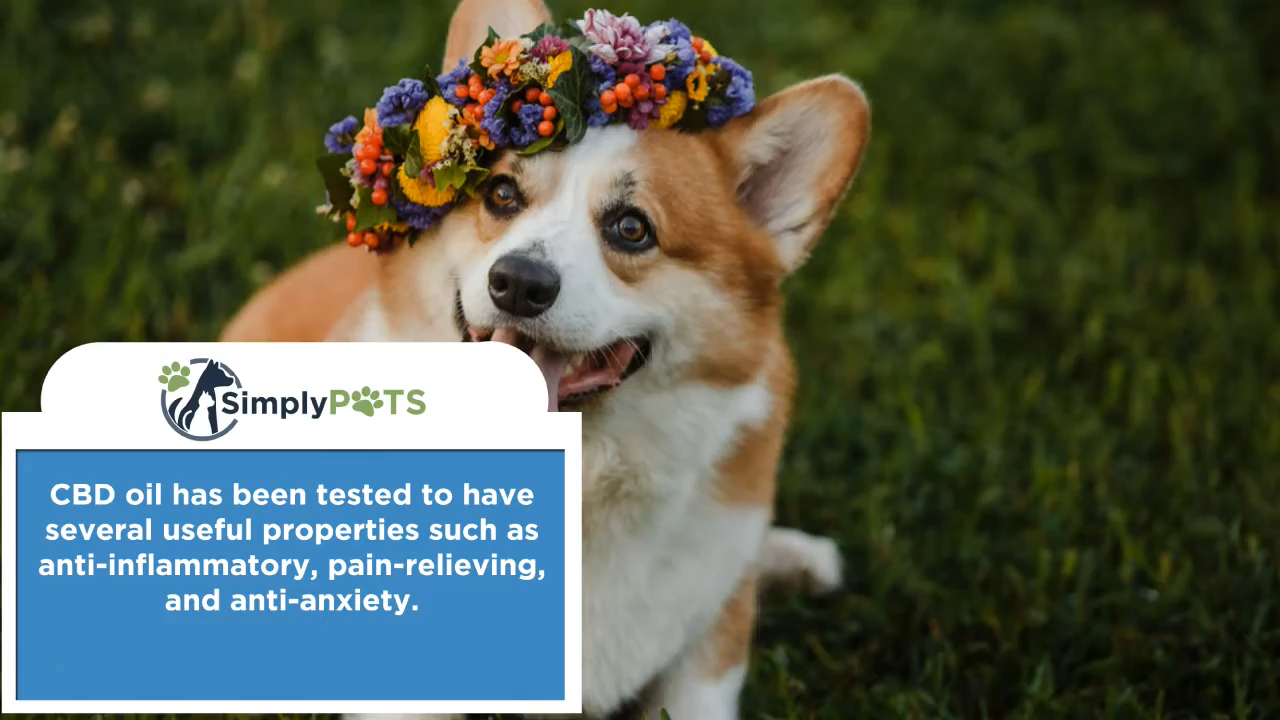 SimplyPATS
CBD oil has been tested to have
several useful properties such as
anti-inflammatory, pain-relieving,
and anti-anxiety.